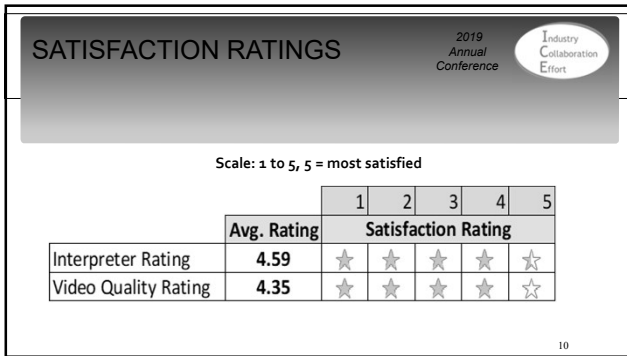 SATISFACTION RATINGS
2019
Annual
Conference
Industry
Collaboration
Effort
Scale: 1 to 5, 5 = most satisfied
1 2 3 4 5
Avg. Rating Satisfaction Rating
Interpreter Rating 4.59
Video Quality Rating 4.35
10